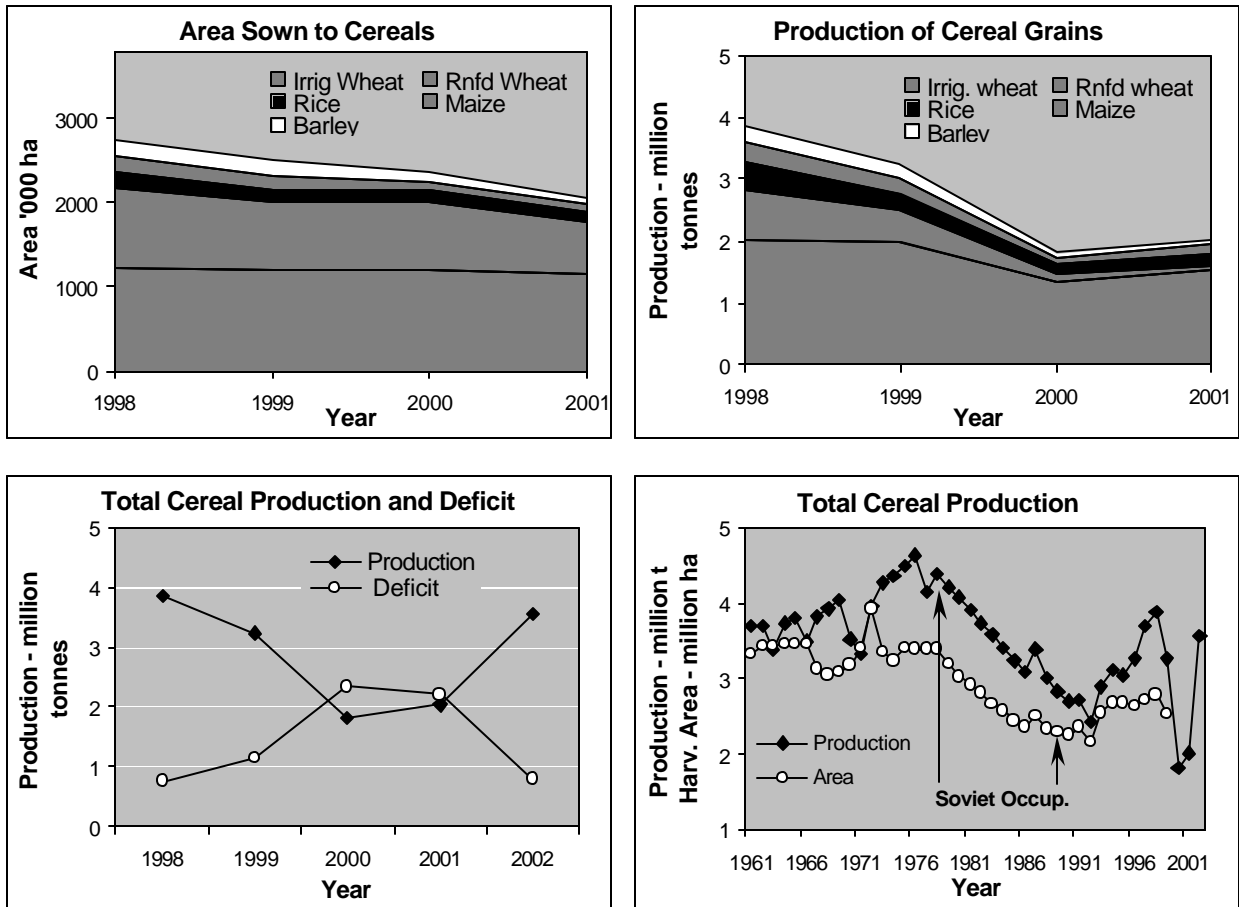 Area Sown to Cereals
Irrig Wheat Rnfd Wheat
Rice Maize
Barley
Area '000 ha
3000
2000
1000
0
1998 1999 2000 2001
Year
Production of Cereal Grains
Irrig. wheat Rnfd wheat
Rice Maize
Barley
Production - million
tonnes
5
4
3
2
1
0
1998 1999 2000 2001
Year
Total Cereal Production and Deficit
Production
Deficit
Production - million
tonnes
5
4
3
2
1
0
1998 1999 2000 2001 2002
Year
Total Cereal Production
Production - million t
Harv. Area - million ha
5
4
3
2
1
Production
Area
Soviet Occup.
1961 1966 1971 1976 1981 1986 1991 1996 2001
Year